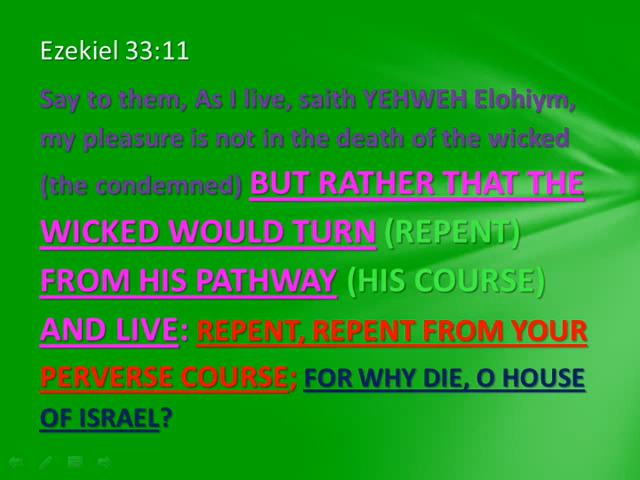 Ezekiel 33:11
Say to them, As I live, saith YEHWEH Elohiym,
my pleasure is not in the death of the wicked
(the condemned) BUT RATHER THAT THE
WICKED WOULD TURN (REPENT)
FROM HIS PATHWAY (HIS COURSE)
AND LIVE: REPENT, REPENT FROM YOUR
PERVERSE COURSE; FOR WHY DIE, O HOUSE
OF ISRAEL?